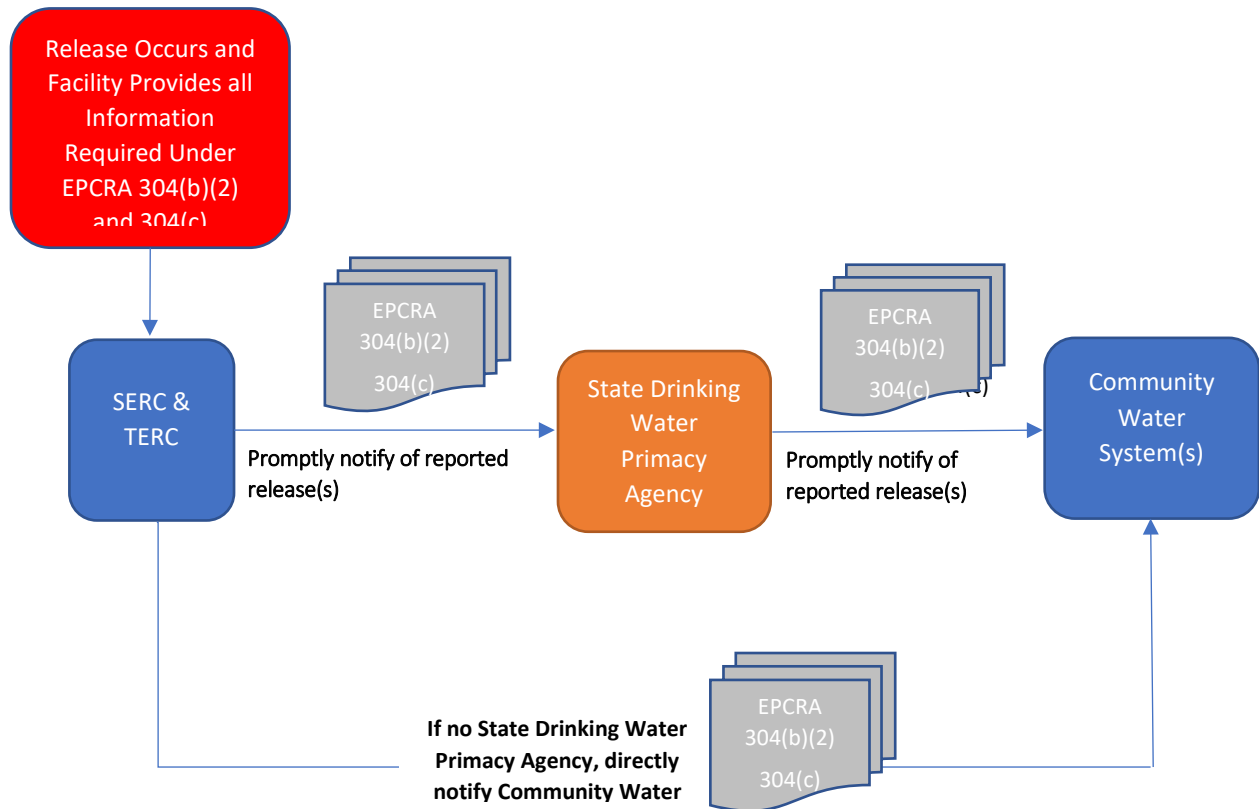 Release Occurs and
Facility Provides all
Information
Required Under
EPCRA 304(b)(2)
and 304(c)
EPCRA
304(b)(2)
304(c)
EPCRA
304(b)(2)
304(c)
SERC &
TERC
State Drinking
Water
Primacy
Agency
Community
Water
System(s)
Promptly notify of reported
release(s)
Promptly notify of
reported release(s)
If no State Drinking Water
Primacy Agency, directly
notify Community Water
EPCRA
304(b)(2)
304(c)